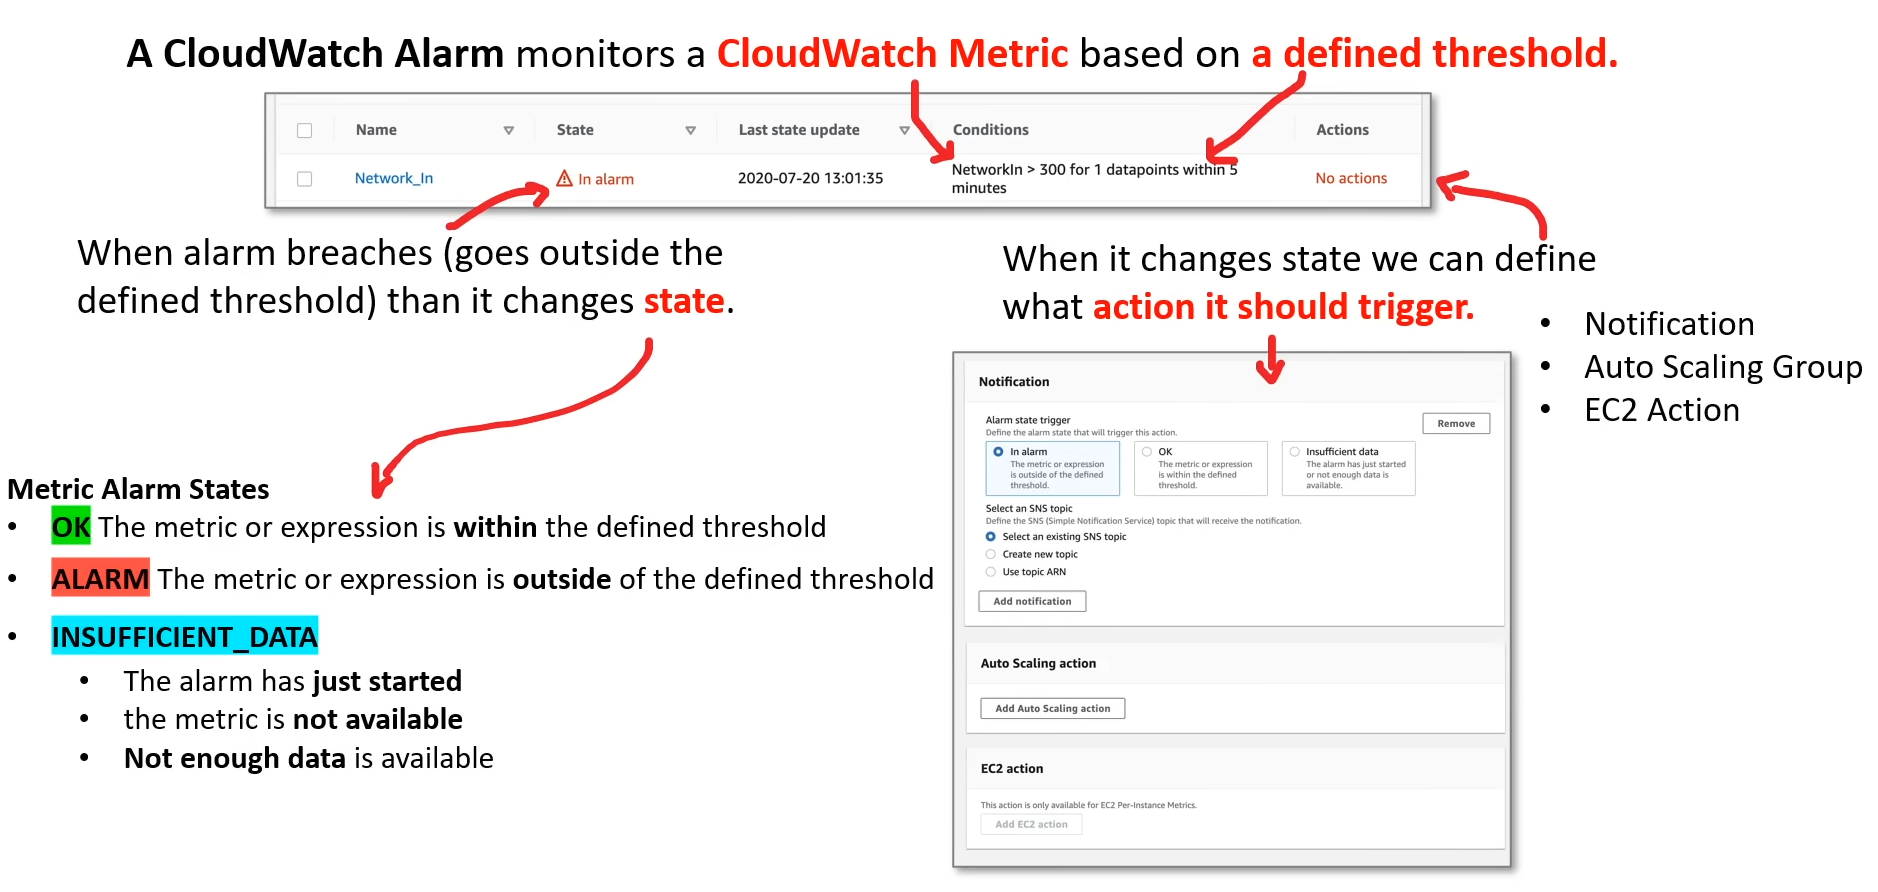 A CloudWatch Alarm monitors a CloudWatch Metric based on a defined threshold.
Name State Last state update Conditions Actions
Network_In In alarm 2020-07-20 13:01:35 NetworkIn > 300 for 1 datapoints within 5
minutes No actions
When alarm breaches (goes outside the
defined threshold) than it changes state.
When it changes state we can define
what action it should trigger.
• Notification
• Auto Scaling Group
• EC2 Action
Metric Alarm States
• OK The metric or expression is within the defined threshold
• ALARM The metric or expression is outside of the defined threshold
• INSUFFICIENT_DATA
• The alarm has just started
• the metric is not available
• Not enough data is available
Notification
Alarm state trigger
Define the alarm state that will trigger this action.
Remove
In alarm
The metric or expression
is outside of the defined
threshold.
OK
The metric or expression
is within the defined
threshold.
Insufficient data
The alarm has just started
or not enough data is
available.
Select an SNS topic
Define the SNS (Simple Notification Service) topic that will receive the notification.
Select an existing SNS topic
Create new topic
Use topic ARN
Add notification
Auto Scaling action
Add Auto Scaling action
EC2 action
This action is only available for EC2 Per-Instance Metrics.
Add EC2 action